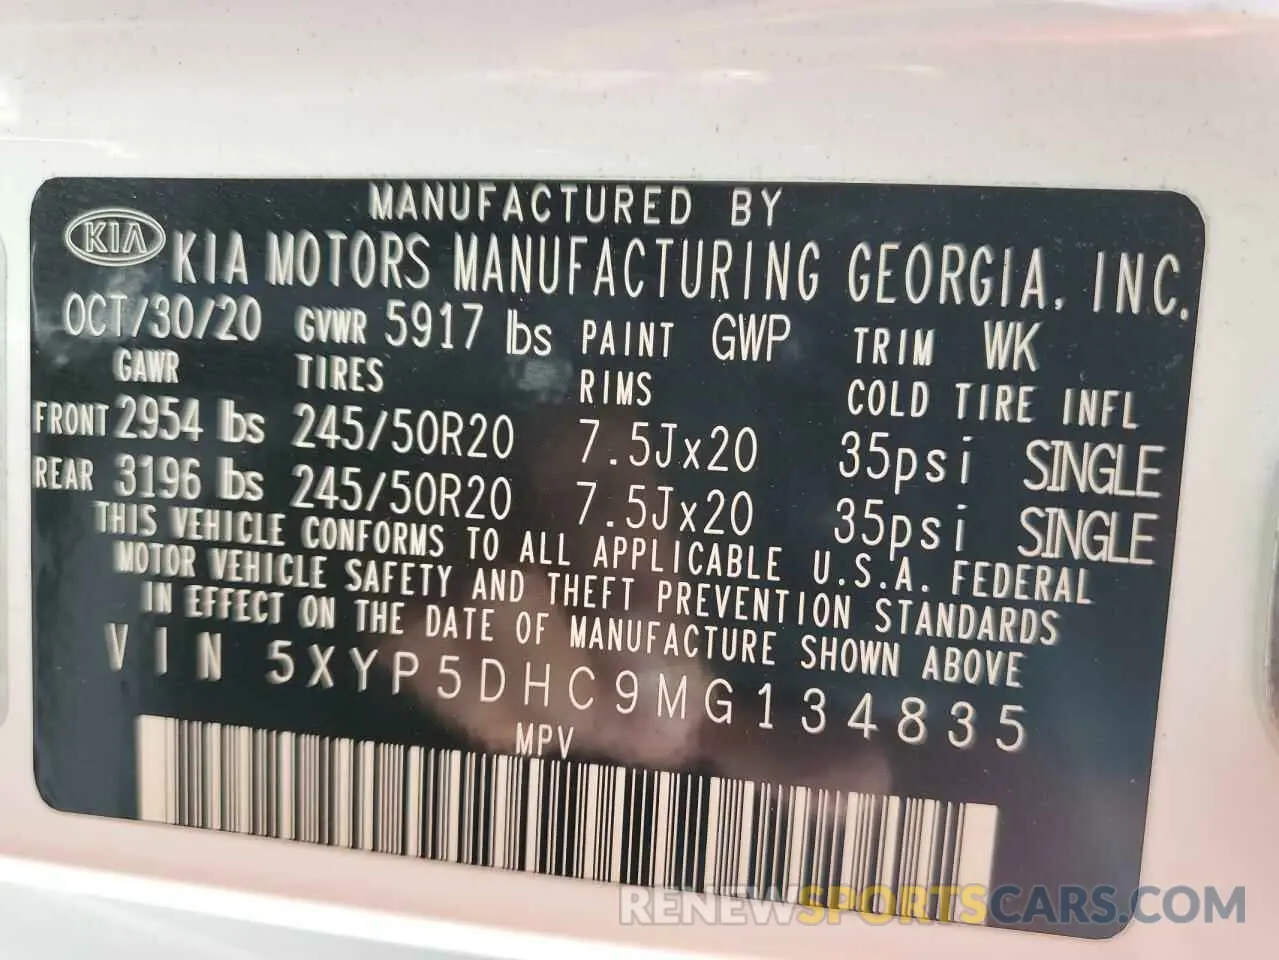 MANUFACTURED BY
KIA KIA MOTORS MANUFACTURING GEORGIA, INC.
OCT/30/20 GVWR 5917 lbs PAINT GWP TRIM WK
GAWR TIRES RIMS COLD TIRE INFL
FRONT 2954 lbs 245/50R20 7.5Jx20 35psi SINGLE
REAR 3196 lbs 245/50R20 7.5Jx20 35psi SINGLE
THIS VEHICLE CONFORMS TO ALL APPLICABLE U.S.A. FEDERAL
MOTOR VEHICLE SAFETY AND THEFT PREVENTION STANDARDS
IN EFFECT ON THE DATE OF MANUFACTURE SHOWN ABOVE
VIN 5XYP5DHC9MG134835
MPV
RENEWSPORTSCARS.COM